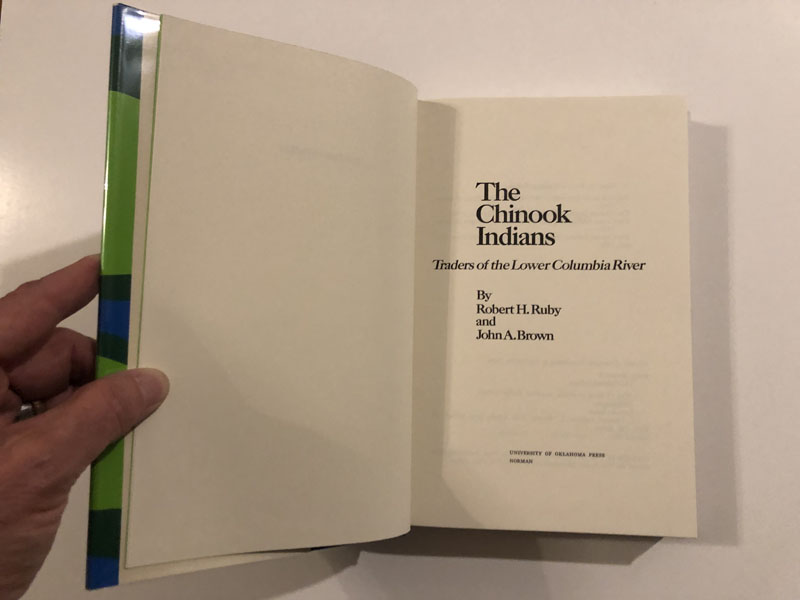 The
Chinook
Indians
Traders of the Lower Columbia River
By
Robert H. Ruby
and
John A. Brown
UNIVERSITY OF OKLAHOMA PRESS
NORMAN